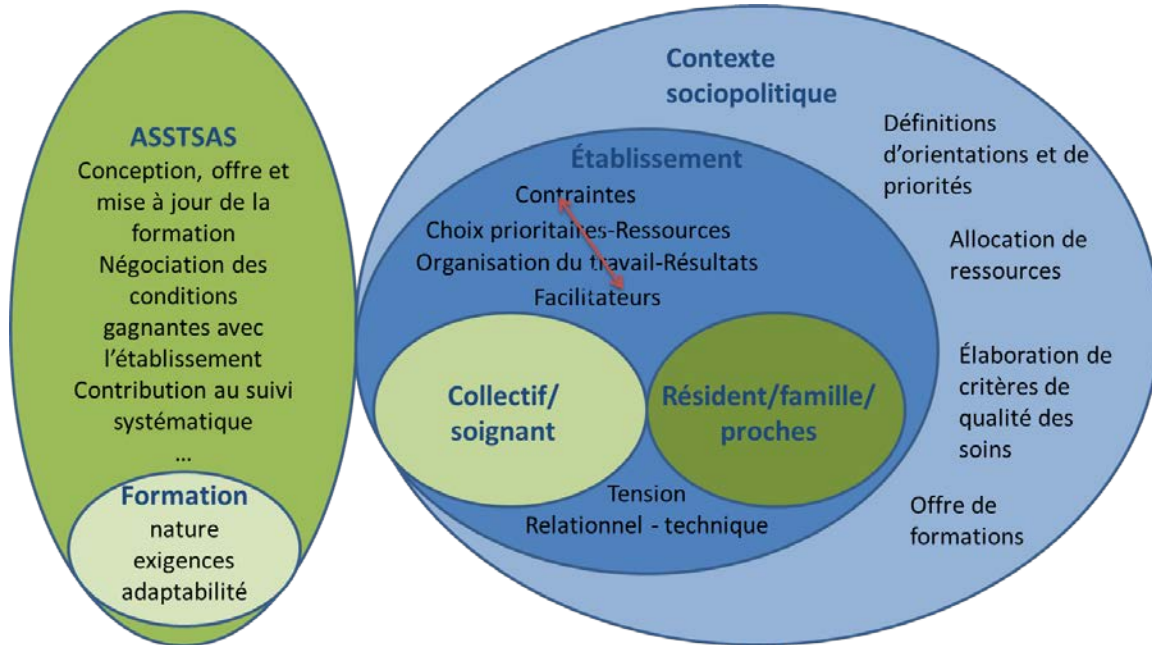 ASSTSAS
Conception, offre et
mise à jour de la
formation
Négociation des
conditions
gagnantes avec
l'établissement
Contribution au suivi
systématique
...
Formation
nature
exigences
adaptabilité
Contexte
sociopolitique
Définitions
d'orientations et de
priorités
Allocation de
ressources
Élaboration de
critères de
qualité des
soins
Offre de
formations
Établissement
Contraintes
Choix prioritaires-Ressources
Organisation du travail-Résultats
Facilitateurs
Collectif/
soignant
Résident/famille/
proches
Tension
Relationnel - technique